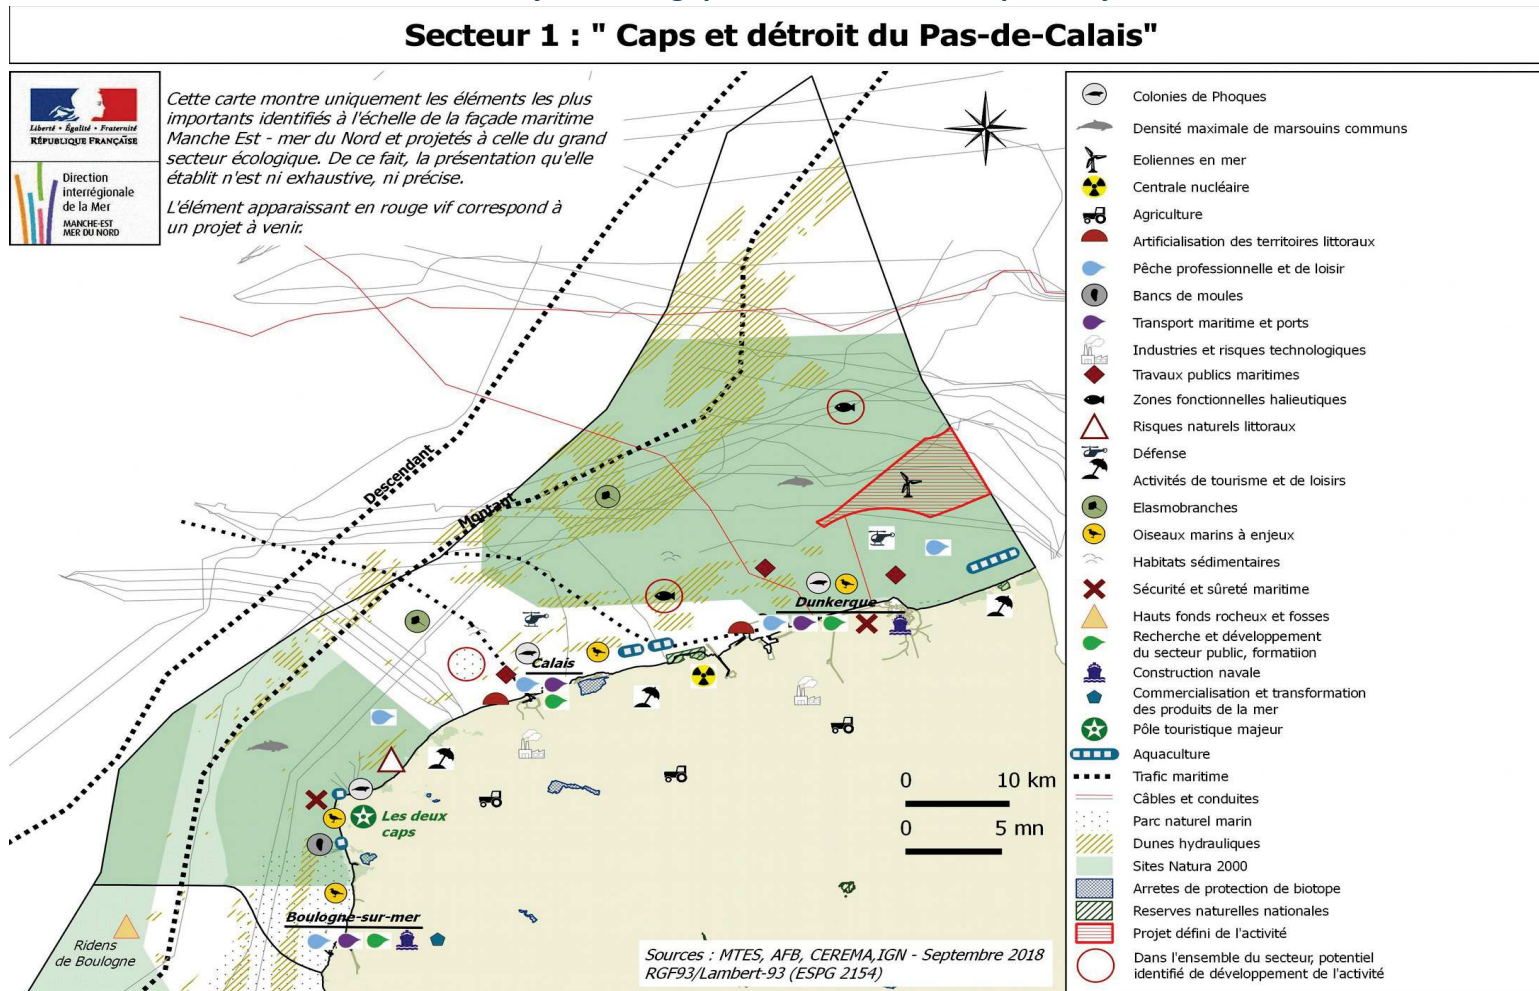 Secteur 1 : " Caps et détroit du Pas-de-Calais"
Liberté • Égalité • Fraternité
RÉPUBLIQUE FRANÇAISE
Direction
interrégionale
de la Mer
MANCHE-EST
MER DU NORD
Cette carte montre uniquement les éléments les plus
importants identifiés à l'échelle de la façade maritime
Manche Est - mer du Nord et projetés à celle du grand
secteur écologique. De ce fait, la présentation qu'elle
établit n'est ni exhaustive, ni précise.
L'élément apparaissant en rouge vif correspond à
un projet à venir.
Descendant
Montant
Dunkerque
Calais
Les deux
caps
Boulogne-sur-mer
Ridens
de Boulogne
0 10 km
0 5 mn
Sources : MTES, AFB, CEREMA,IGN - Septembre 2018
RGF93/Lambert-93 (ESPG 2154)
Colonies de Phoques
Densité maximale de marsouins communs
Eoliennes en mer
Centrale nucléaire
Agriculture
Artificialisation des territoires littoraux
Pêche professionnelle et de loisir
Bancs de moules
Transport maritime et ports
Industries et risques technologiques
Travaux publics maritimes
Zones fonctionnelles halieutiques
Risques naturels littoraux
Défense
Activités de tourisme et de loisirs
Elasmobranches
Oiseaux marins à enjeux
Habitats sédimentaires
Sécurité et sûreté maritime
Hauts fonds rocheux et fosses
Recherche et développement
du secteur public, formatiion
Construction navale
Commercialisation et transformation
des produits de la mer
Pôle touristique majeur
Aquaculture
Trafic maritime
Câbles et conduites
Parc naturel marin
Dunes hydrauliques
Sites Natura 2000
Arretes de protection de biotope
Reserves naturelles nationales
Projet défini de l'activité
Dans l'ensemble du secteur, potentiel
identifié de développement de l'activité